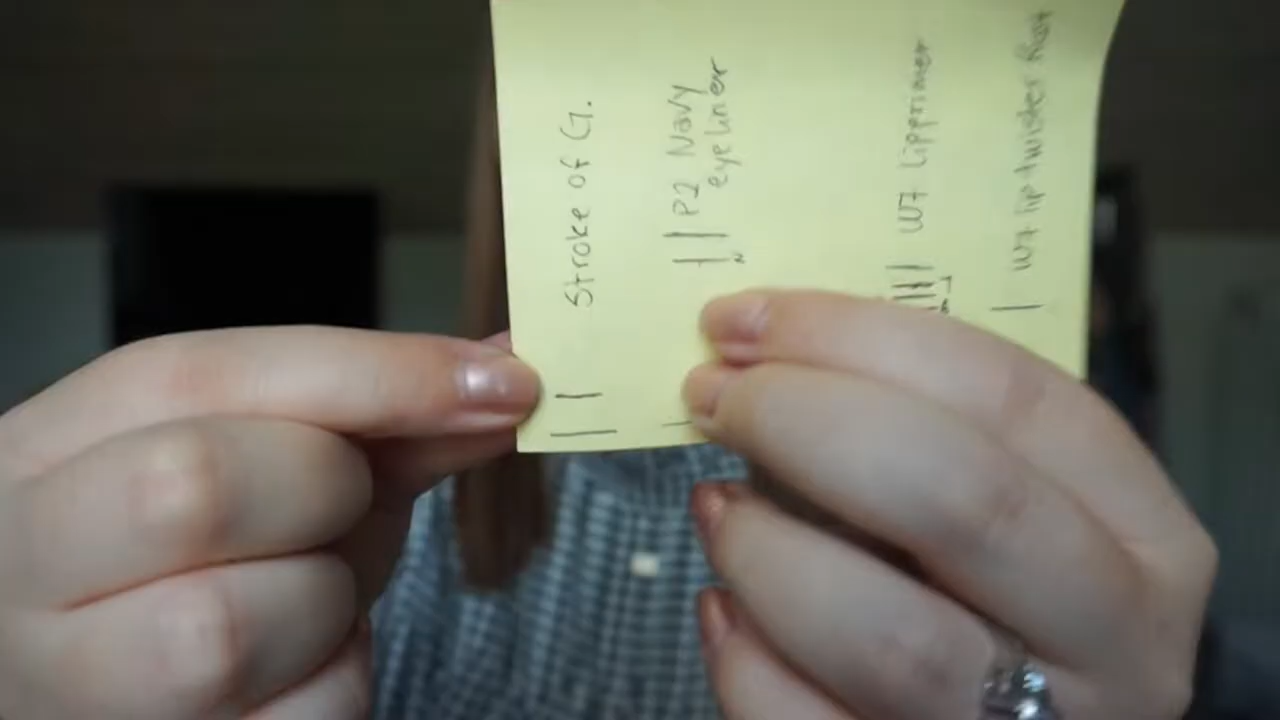 Stroke of G.
P2 Navy
eyeliner
W7 Lipprimer
W7 lip twister